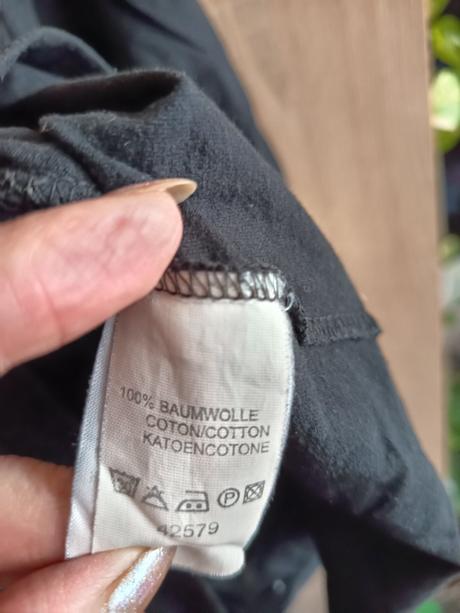 100% BAUMWOLLE
COTON/COTTON
KATOENCOTONE
P
42579